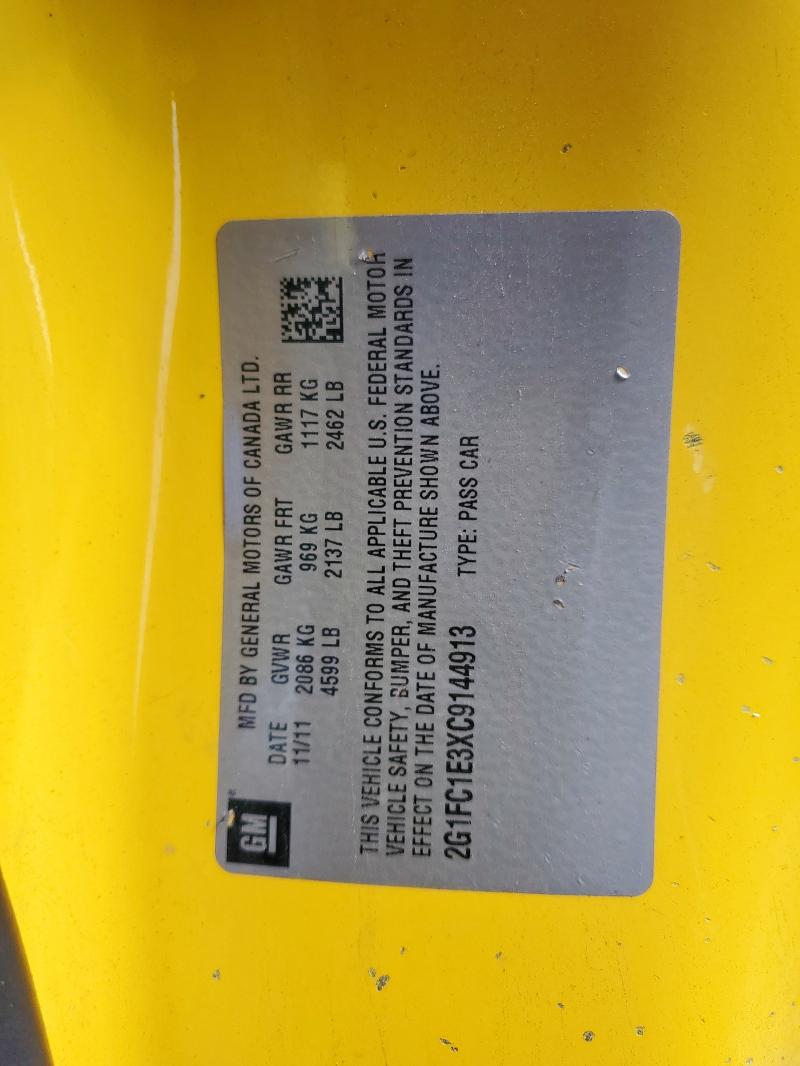 GM
MFD BY GENERAL MOTORS OF CANADA LTD.
DATE GVWR GAWR FRT GAWR RR
11/11 2086 KG 969 KG 1117 KG
4599 LB 2137 LB 2462 LB
THIS VEHICLE CONFORMS TO ALL APPLICABLE U.S. FEDERAL MOTOR
VEHICLE SAFETY, BUMPER, AND THEFT PREVENTION STANDARDS IN
EFFECT ON THE DATE OF MANUFACTURE SHOWN ABOVE.
2G1FC1E3XC9144913 TYPE: PASS CAR